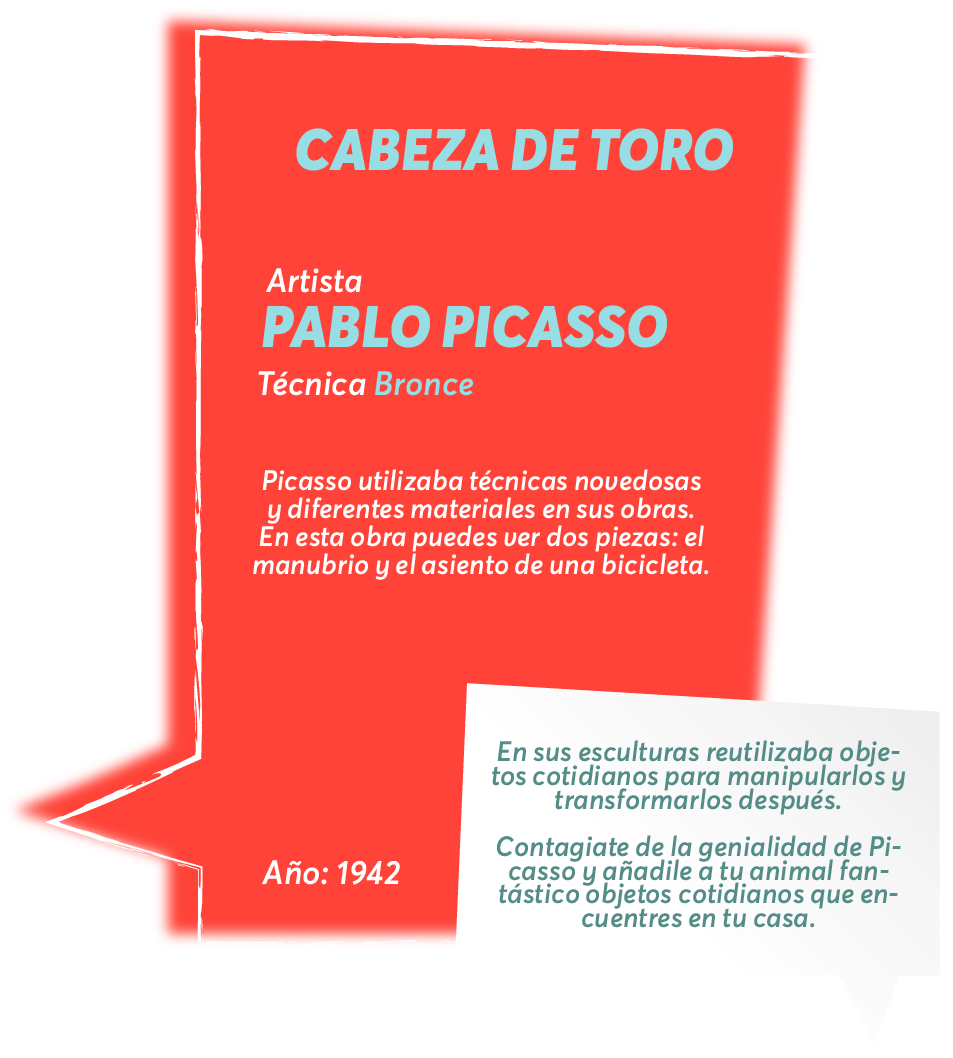 CABEZA DE TORO
Artista
PABLO PICASSO
Técnica Bronce
Picasso utilizaba técnicas novedosas
y diferentes materiales en sus obras.
En esta obra puedes ver dos piezas: el
manubrio y el asiento de una bicicleta.
Año: 1942
En sus esculturas reutilizaba obje-
tos cotidianos para manipularlos y
transformarlos después.
Contagiate de la genialidad de Pi-
casso y añadile a tu animal fan-
tástico objetos cotidianos que en-
cuentres en tu casa.